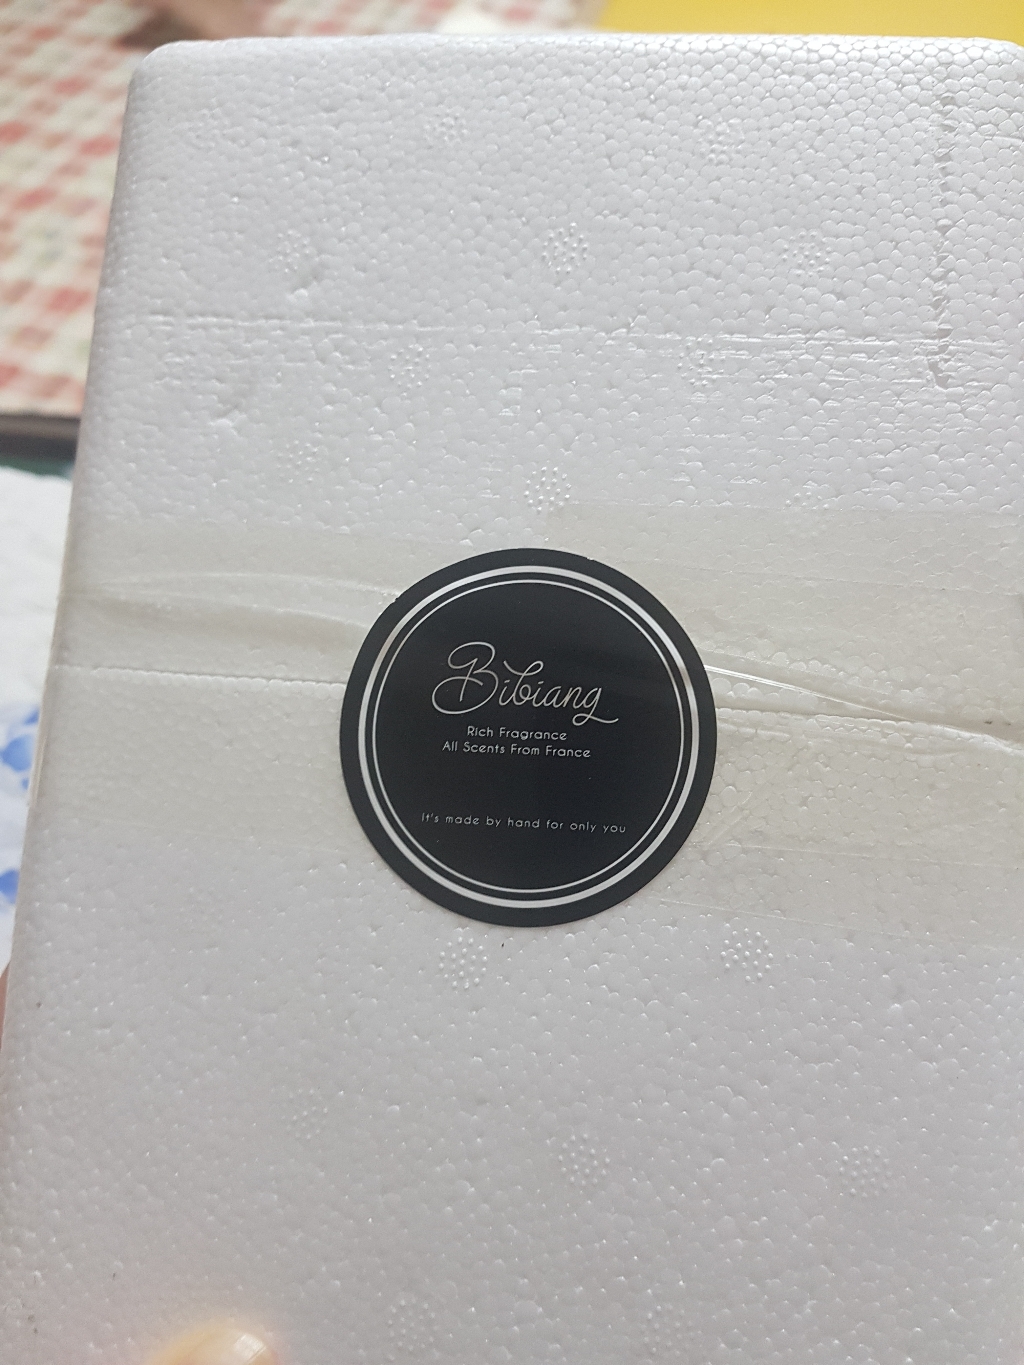 Bibiang
Rich Fragrance
All Scents From France
It's made by hand for only you